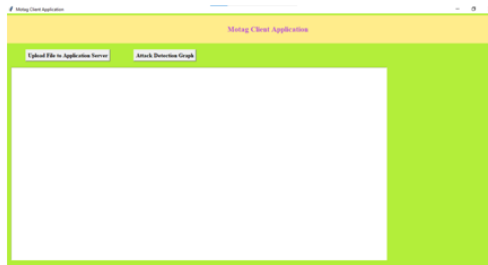 Motag Client Application
Motag Client Application
Upload File to Application Server
Attack Detection Graph